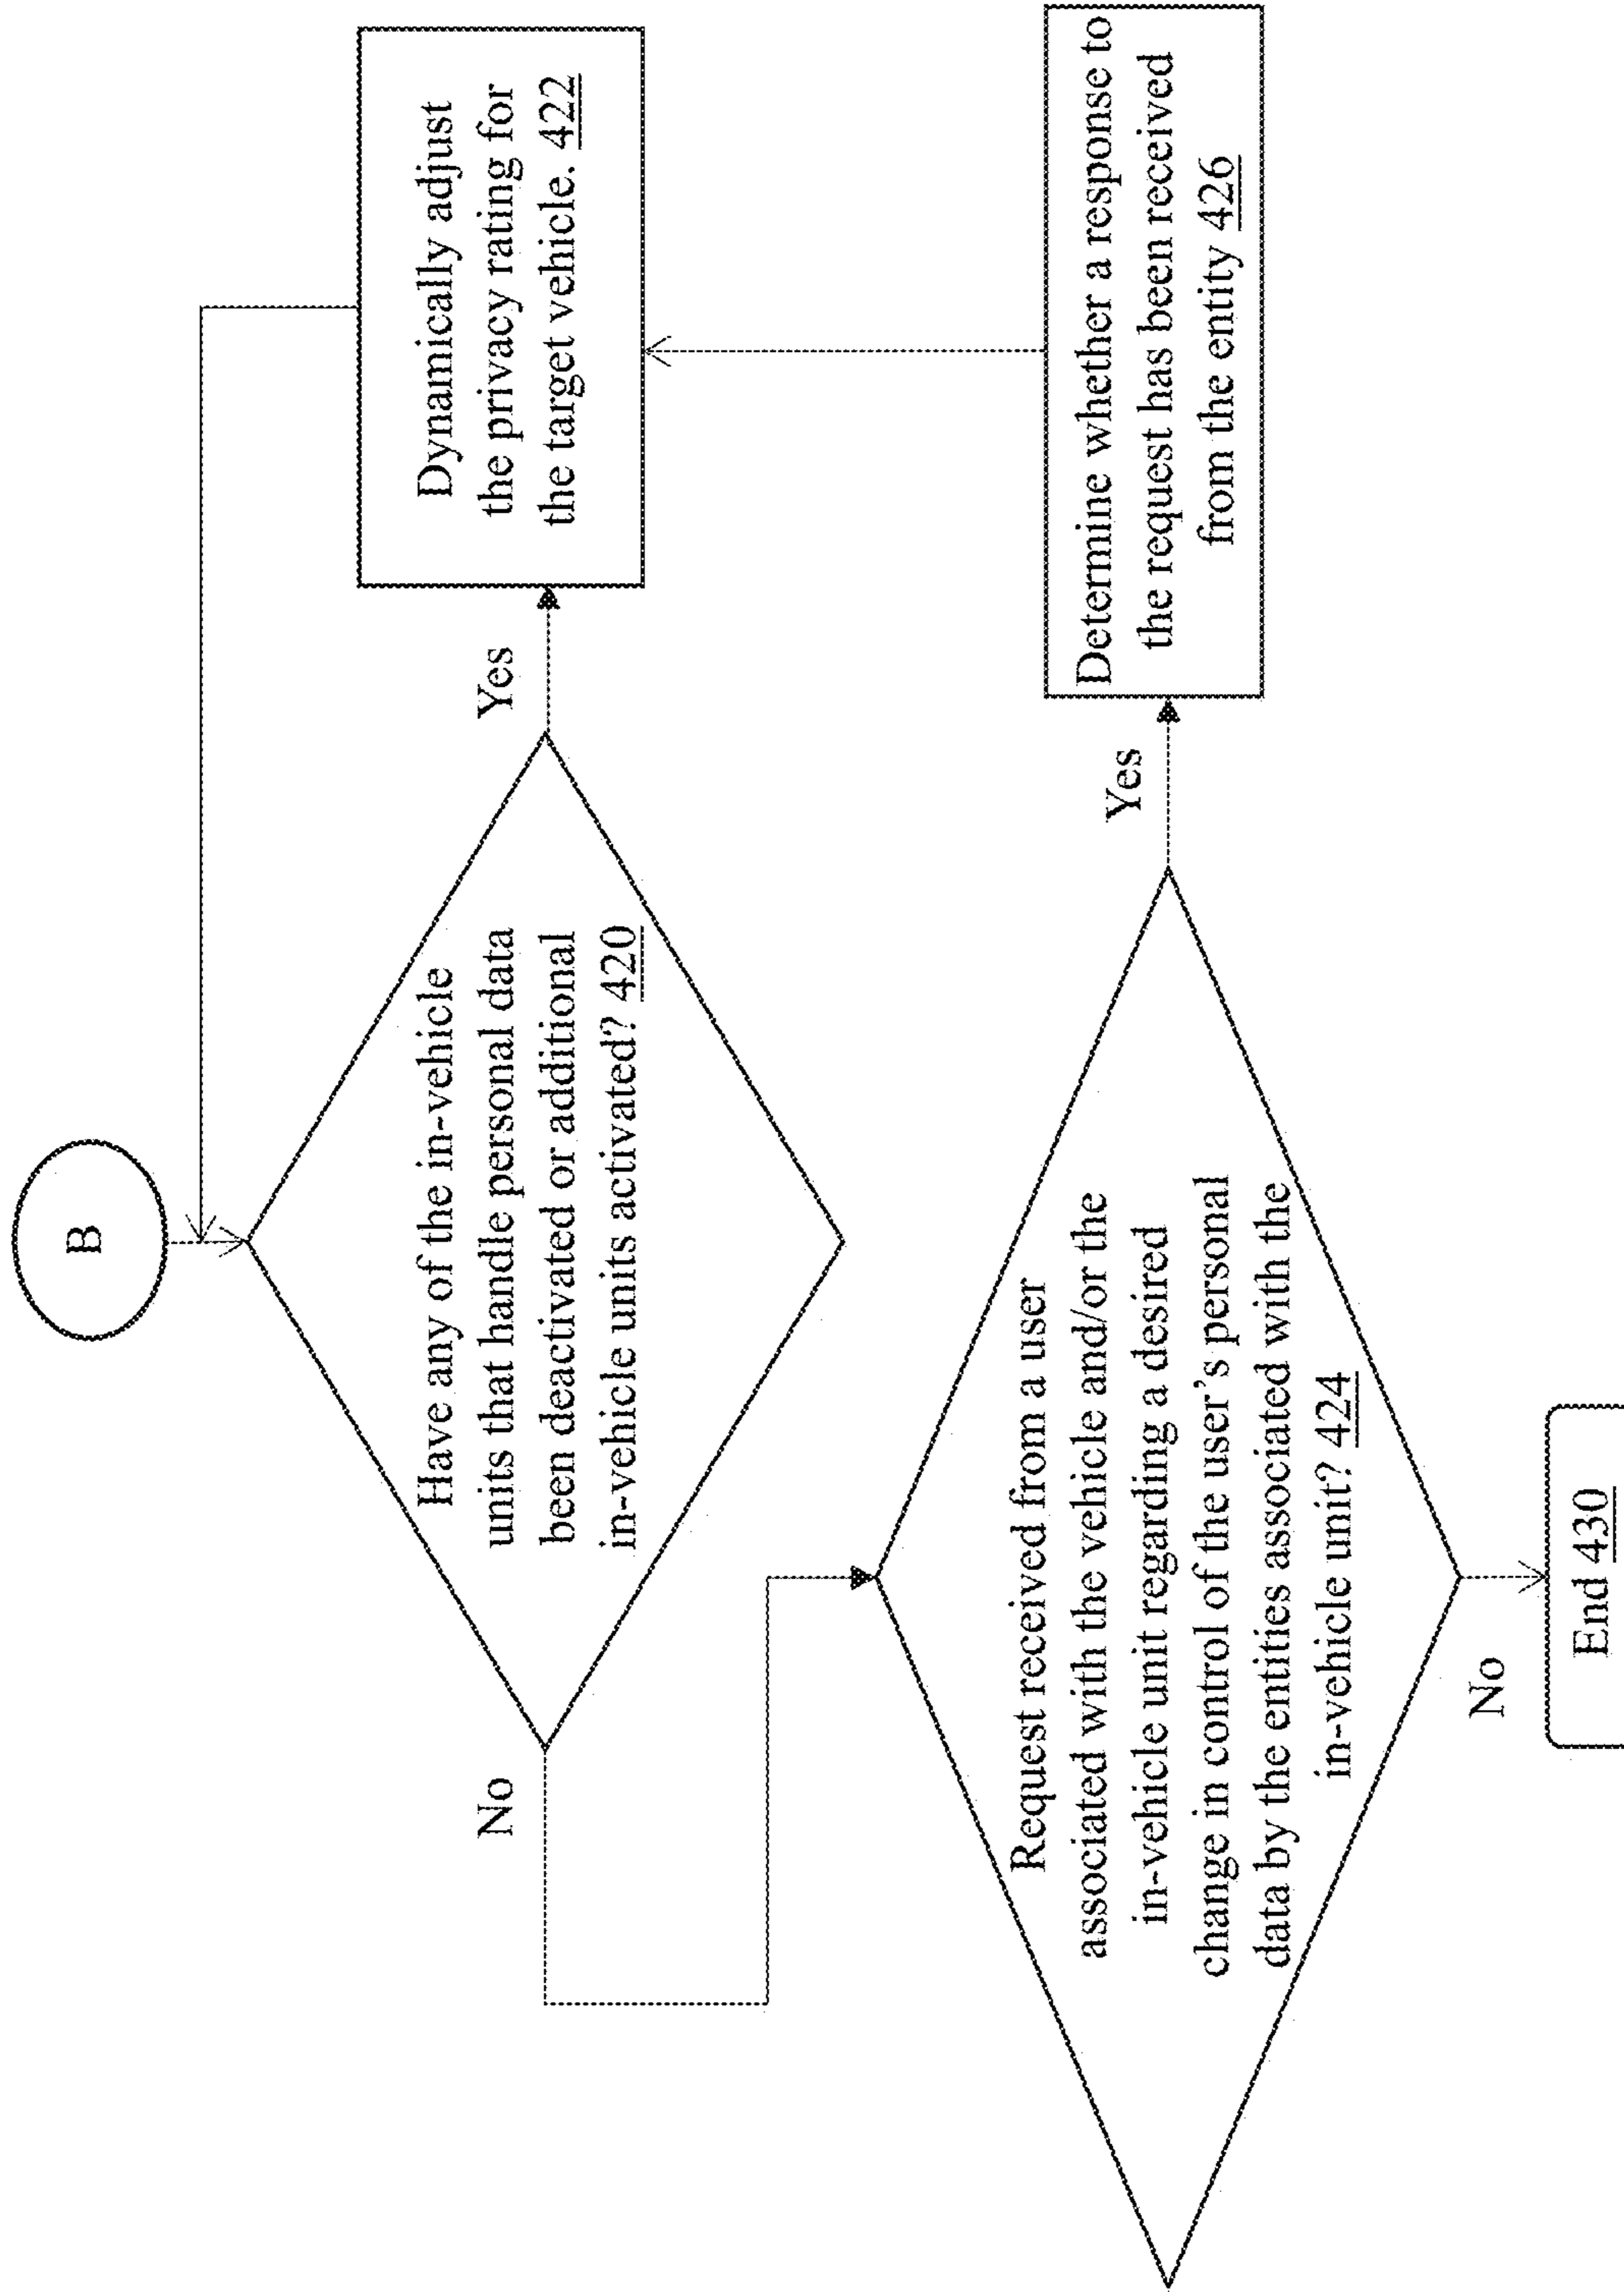 B
Have any of the in-vehicle
units that handle personal data
been deactivated or additional
in-vehicle units activated? 420
Yes
Dynamically adjust
the privacy rating for
the target vehicle. 422
No
Request received from a user
associated with the vehicle and/or the
in-vehicle unit regarding a desired
change in control of the user's personal
data by the entities associated with the
in-vehicle unit? 424
Yes
Determine whether a response to
the request has been received
from the entity 426
No
End 430